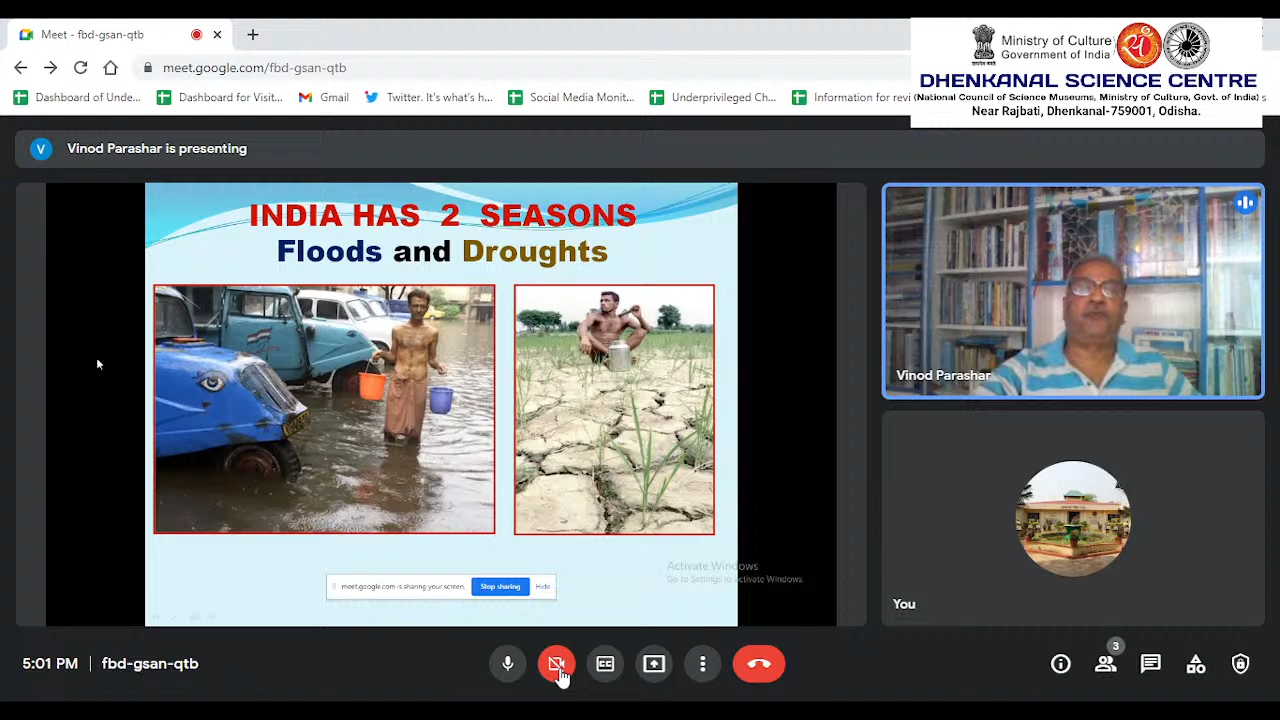 Meet - fbd-gsan-qtb
meet.google.com/fbd-gsan-qtb
Dashboard of Unde...
Dashboard for Visit...
Gmail
Twitter. It's what's h...
Social Media Monit...
Underprivileged Ch...
Information for revi
Ministry of Culture
Government of India
DHENKANAL SCIENCE CENTRE
(National Council of Science Museums, Ministry of Culture, Govt. of India)
Near Rajbati, Dhenkanal-759001, Odisha.
V
Vinod Parashar is presenting
INDIA HAS 2 SEASONS
Floods and Droughts
Activate Windows
Go to Settings to activate Windows.
meet.google.com is sharing your screen.
Stop sharing
Hide
Vinod Parashar
You
5:01 PM
fbd-gsan-qtb
CC
3